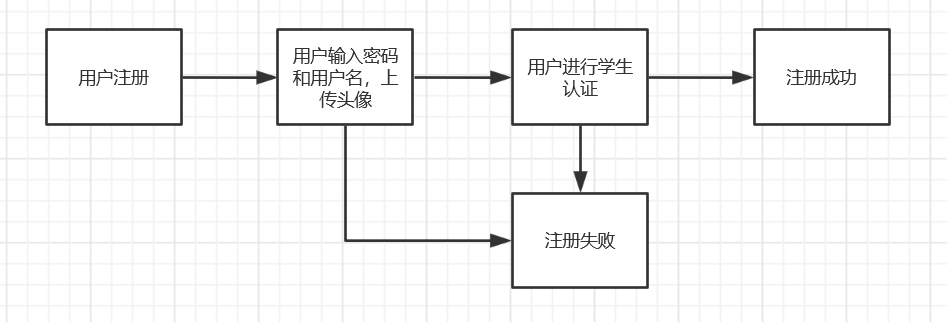 用户注册
用户输入密码
和用户名，上
传头像
用户进行学生
认证
注册成功
注册失败